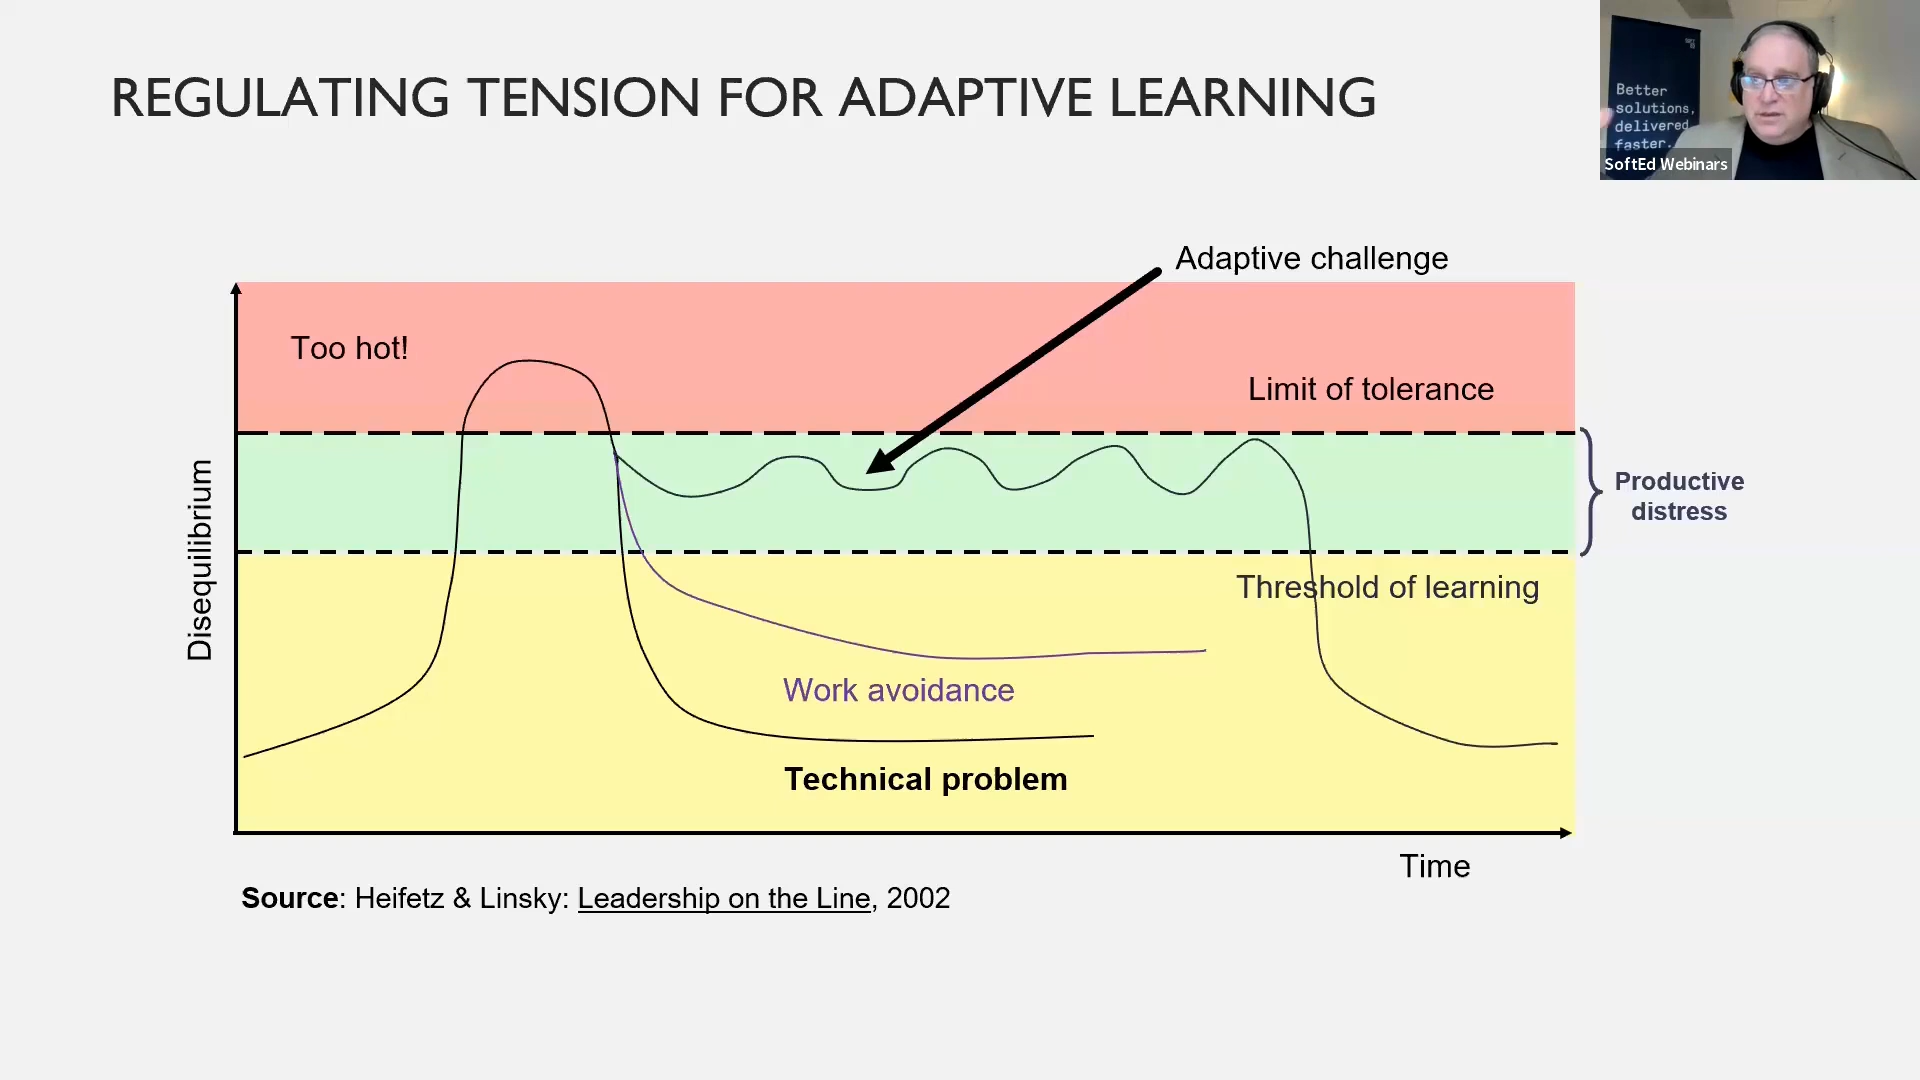 REGULATING TENSION FOR ADAPTIVE LEARNING
Better
solutions,
delivered
faster.
SoftEd Webinars
Adaptive challenge
Too hot!
Limit of tolerance
Productive
distress
Disequilibrium
Threshold of learning
Work avoidance
Technical problem
Time
Source: Heifetz & Linsky: Leadership on the Line, 2002